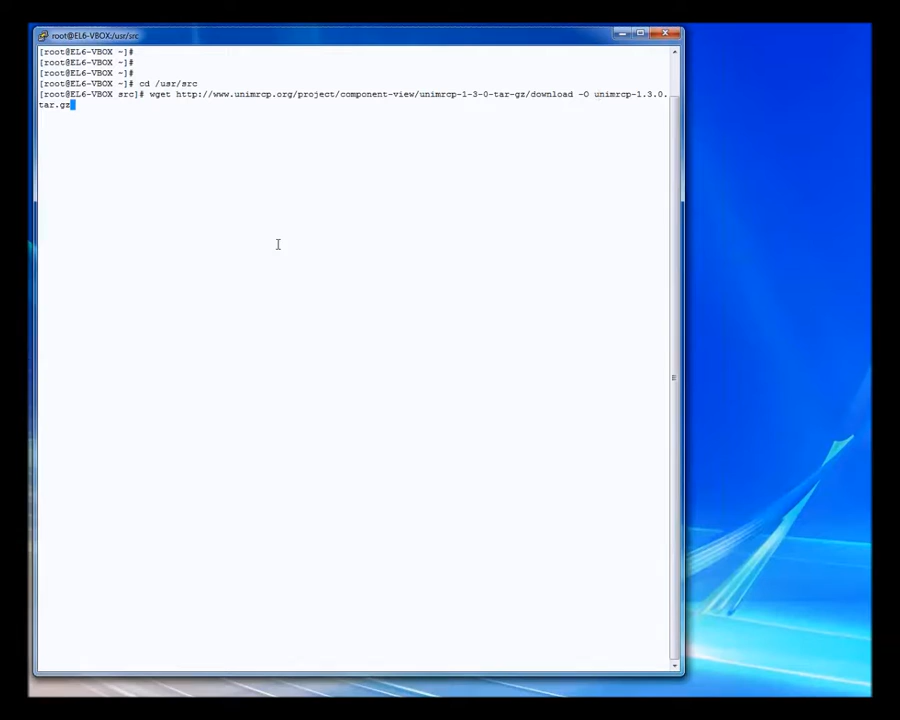 root@EL6-VBOX:/usr/src
[root@EL6-VBOX ~]#
[root@EL6-VBOX ~]#
[root@EL6-VBOX ~]#
[root@EL6-VBOX ~]# cd /usr/src
[root@EL6-VBOX src]# wget http://www.unimrcp.org/project/component-view/unimrcp-1-3-0-tar-gz/download -O unimrcp-1.3.0.
tar.gz